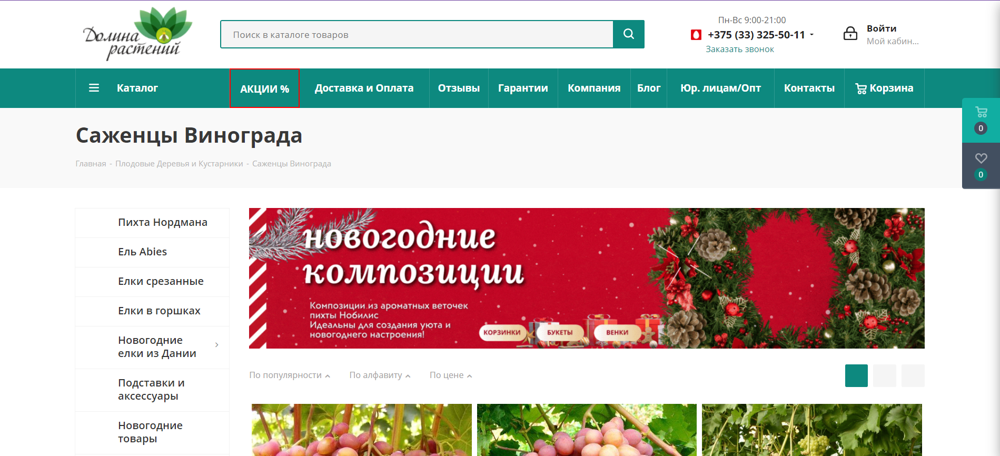 Долина
растений
Поиск в каталоге товаров
Пн-Вс 9:00-21:00
+375 (33) 325-50-11
Заказать звонок
Войти
Мой кабин...
Каталог
АКЦИИ %
Доставка и Оплата
Отзывы
Гарантии
Компания
Блог
Юр. лицам/Опт
Контакты
Корзина
0
0
Саженцы Винограда
Главная - Плодовые Деревья и Кустарники - Саженцы Винограда
Пихта Нордмана
Ель Abies
Елки срезанные
Елки в горшках
Новогодние
елки из Дании
Подставки и
аксессуары
Новогодние
товары
новогодние
композиции
Композиции из ароматных веточек
пихты Нобилис
Идеальны для создания уюта и
новогоднего настроения!
КОРЗИНКИ
БУКЕТЫ
ВЕНКИ
По популярности
По алфавиту
По цене